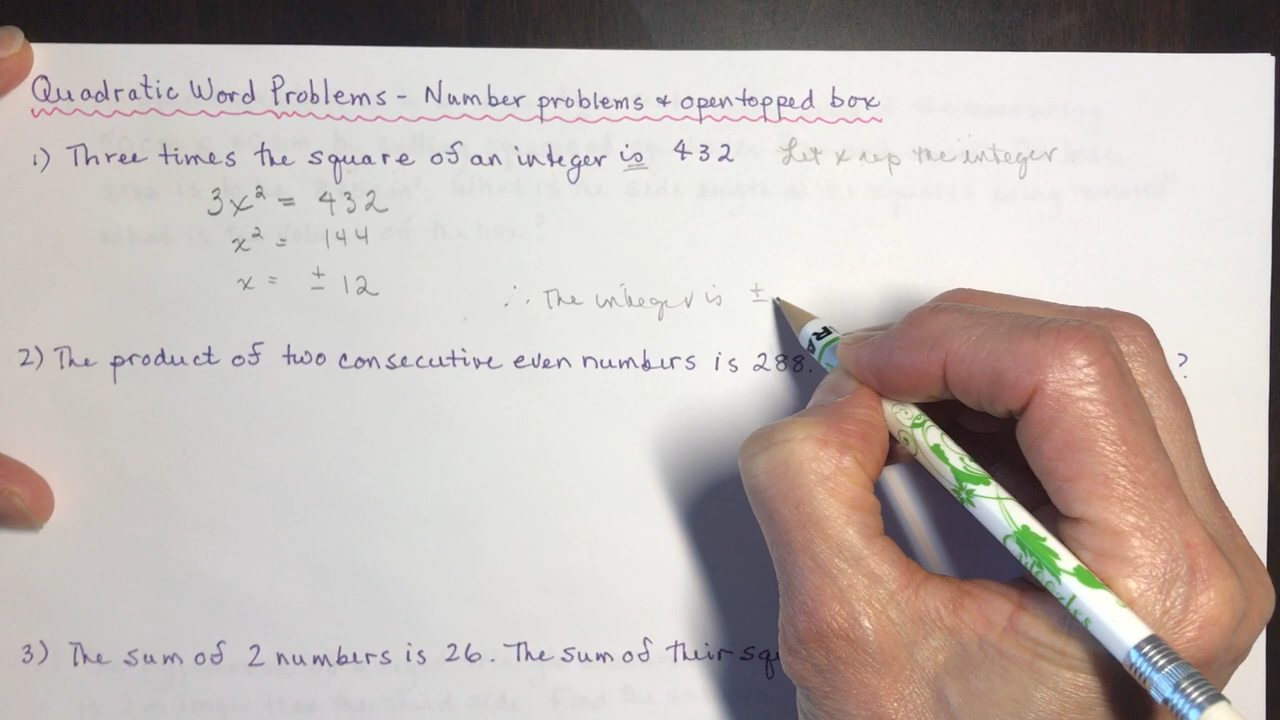 Quadratic Word Problems - Number problems & open topped box
1) Three times the square of an integer is 432 Let x rep the integer
3x² = 432
x² = 144
x = ± 12
∴ The integer is ±
2) The product of two consecutive even numbers is 288. ?
3) The sum of 2 numbers is 26. The sum of their